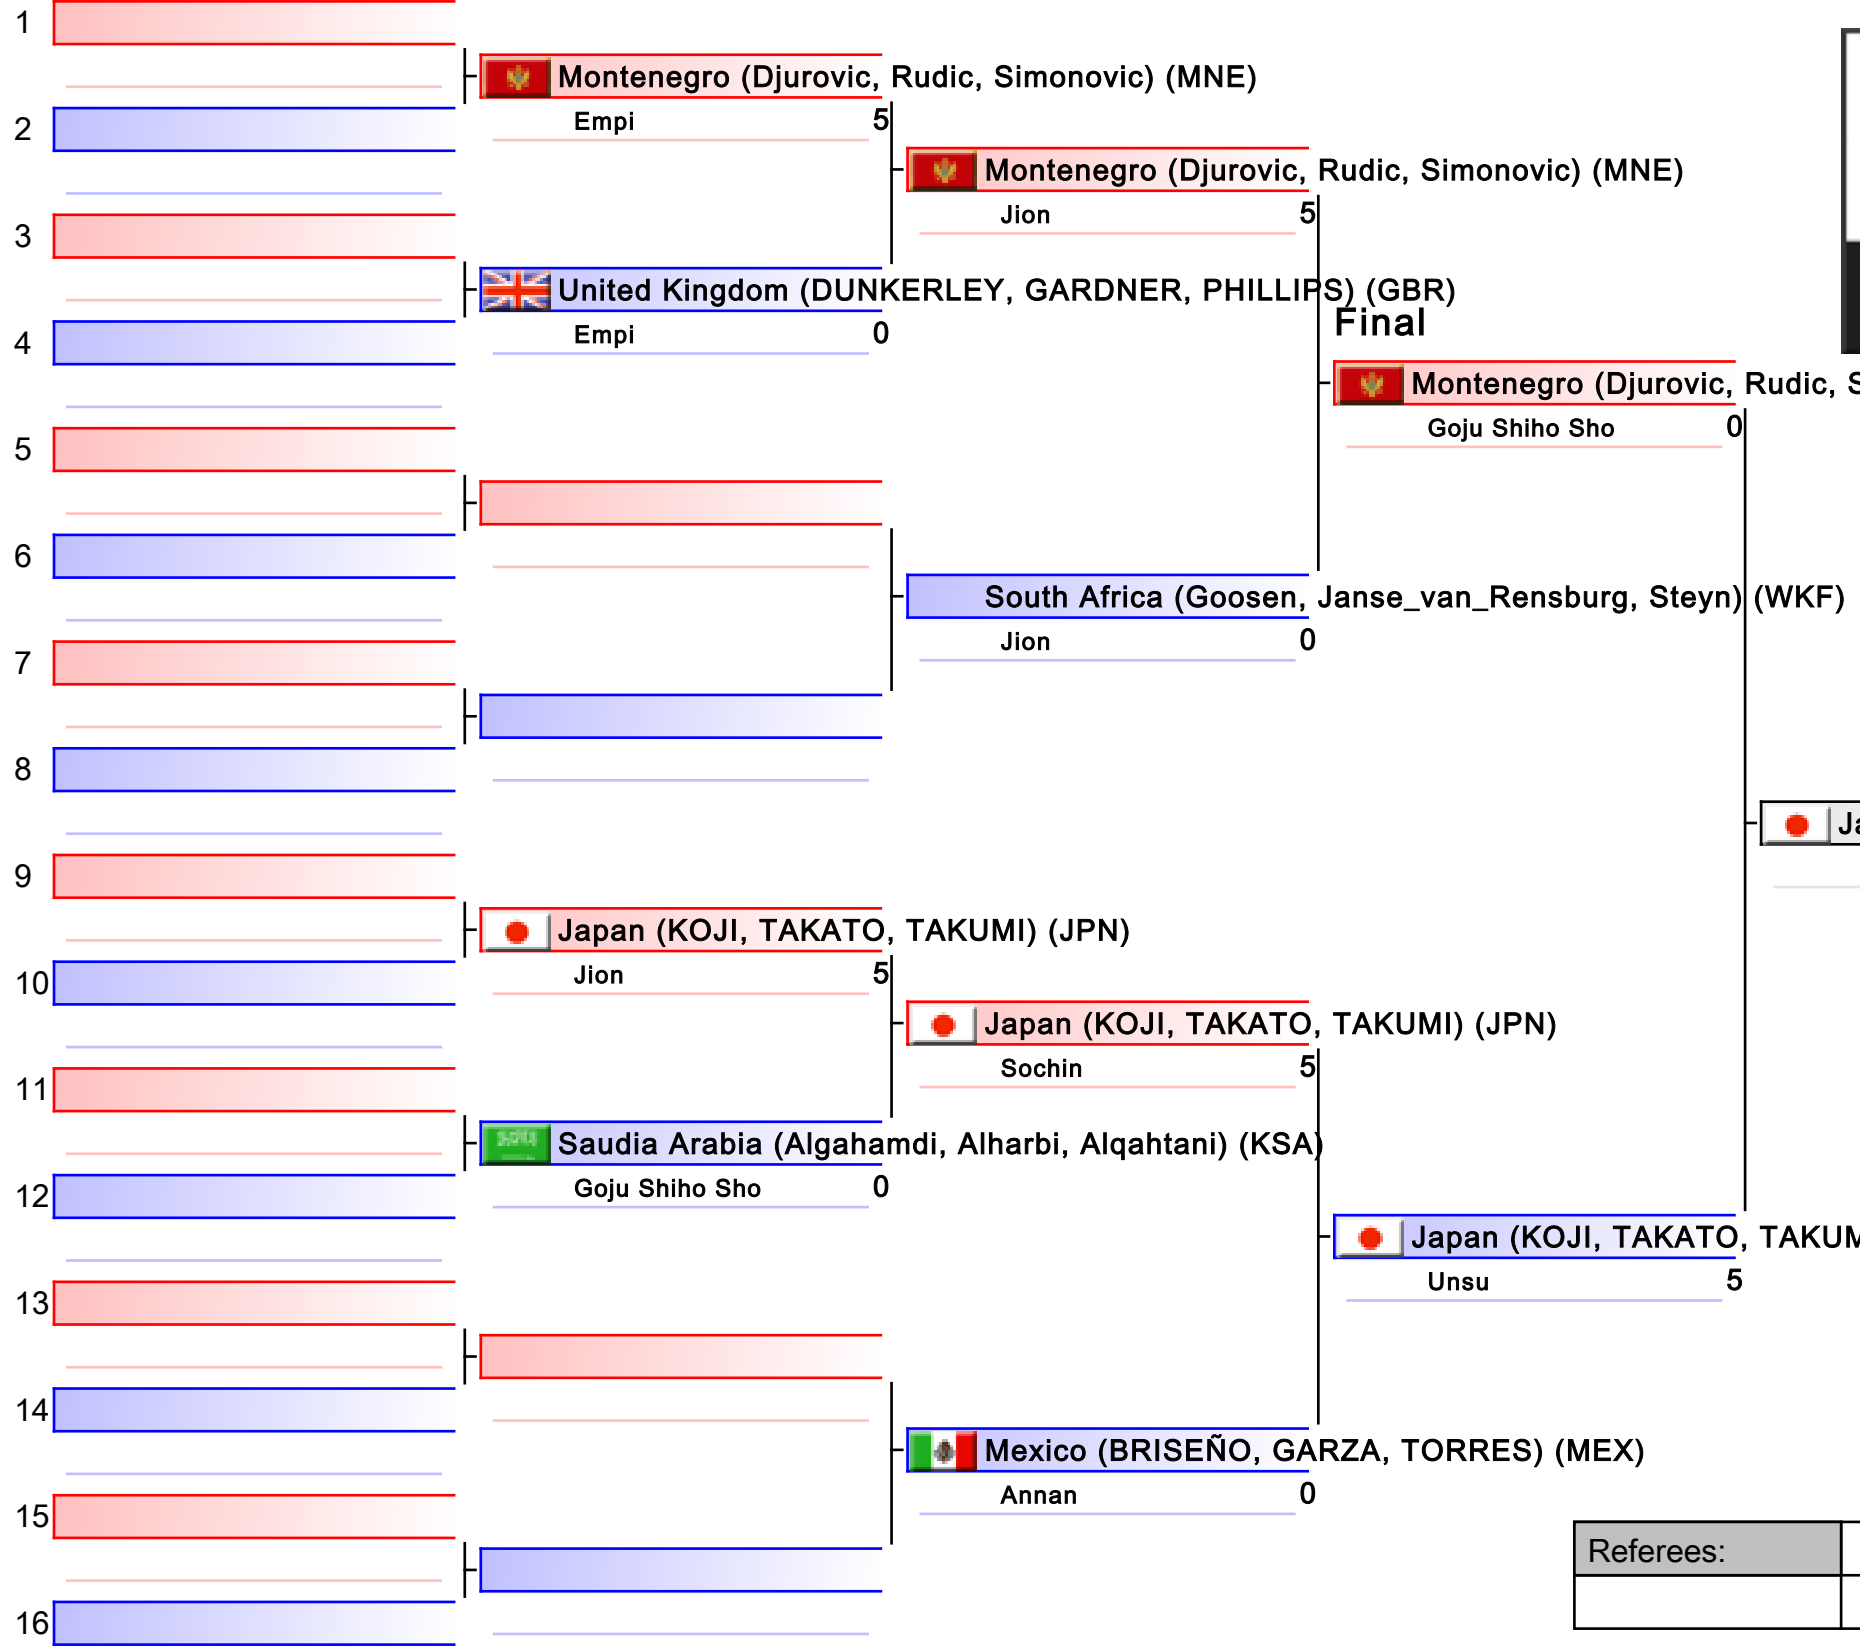 1
Montenegro (Djurovic, Rudic, Simonovic) (MNE)
Empi 5
2
Montenegro (Djurovic, Rudic, Simonovic) (MNE)
Jion 5
3
United Kingdom (DUNKERLEY, GARDNER, PHILLIPS) (GBR)
Empi 0
Final
4
Montenegro (Djurovic, Rudic, S
Goju Shiho Sho 0
5
6
South Africa (Goosen, Janse_van_Rensburg, Steyn) (WKF)
Jion 0
7
8
Ja
9
Japan (KOJI, TAKATO, TAKUMI) (JPN)
Jion 5
10
Japan (KOJI, TAKATO, TAKUMI) (JPN)
Sochin 5
11
Saudia Arabia (Algahamdi, Alharbi, Alqahtani) (KSA)
Goju Shiho Sho 0
12
Japan (KOJI, TAKATO, TAKUM
Unsu 5
13
14
Mexico (BRISEÑO, GARZA, TORRES) (MEX)
Annan 0
15
Referees:
16